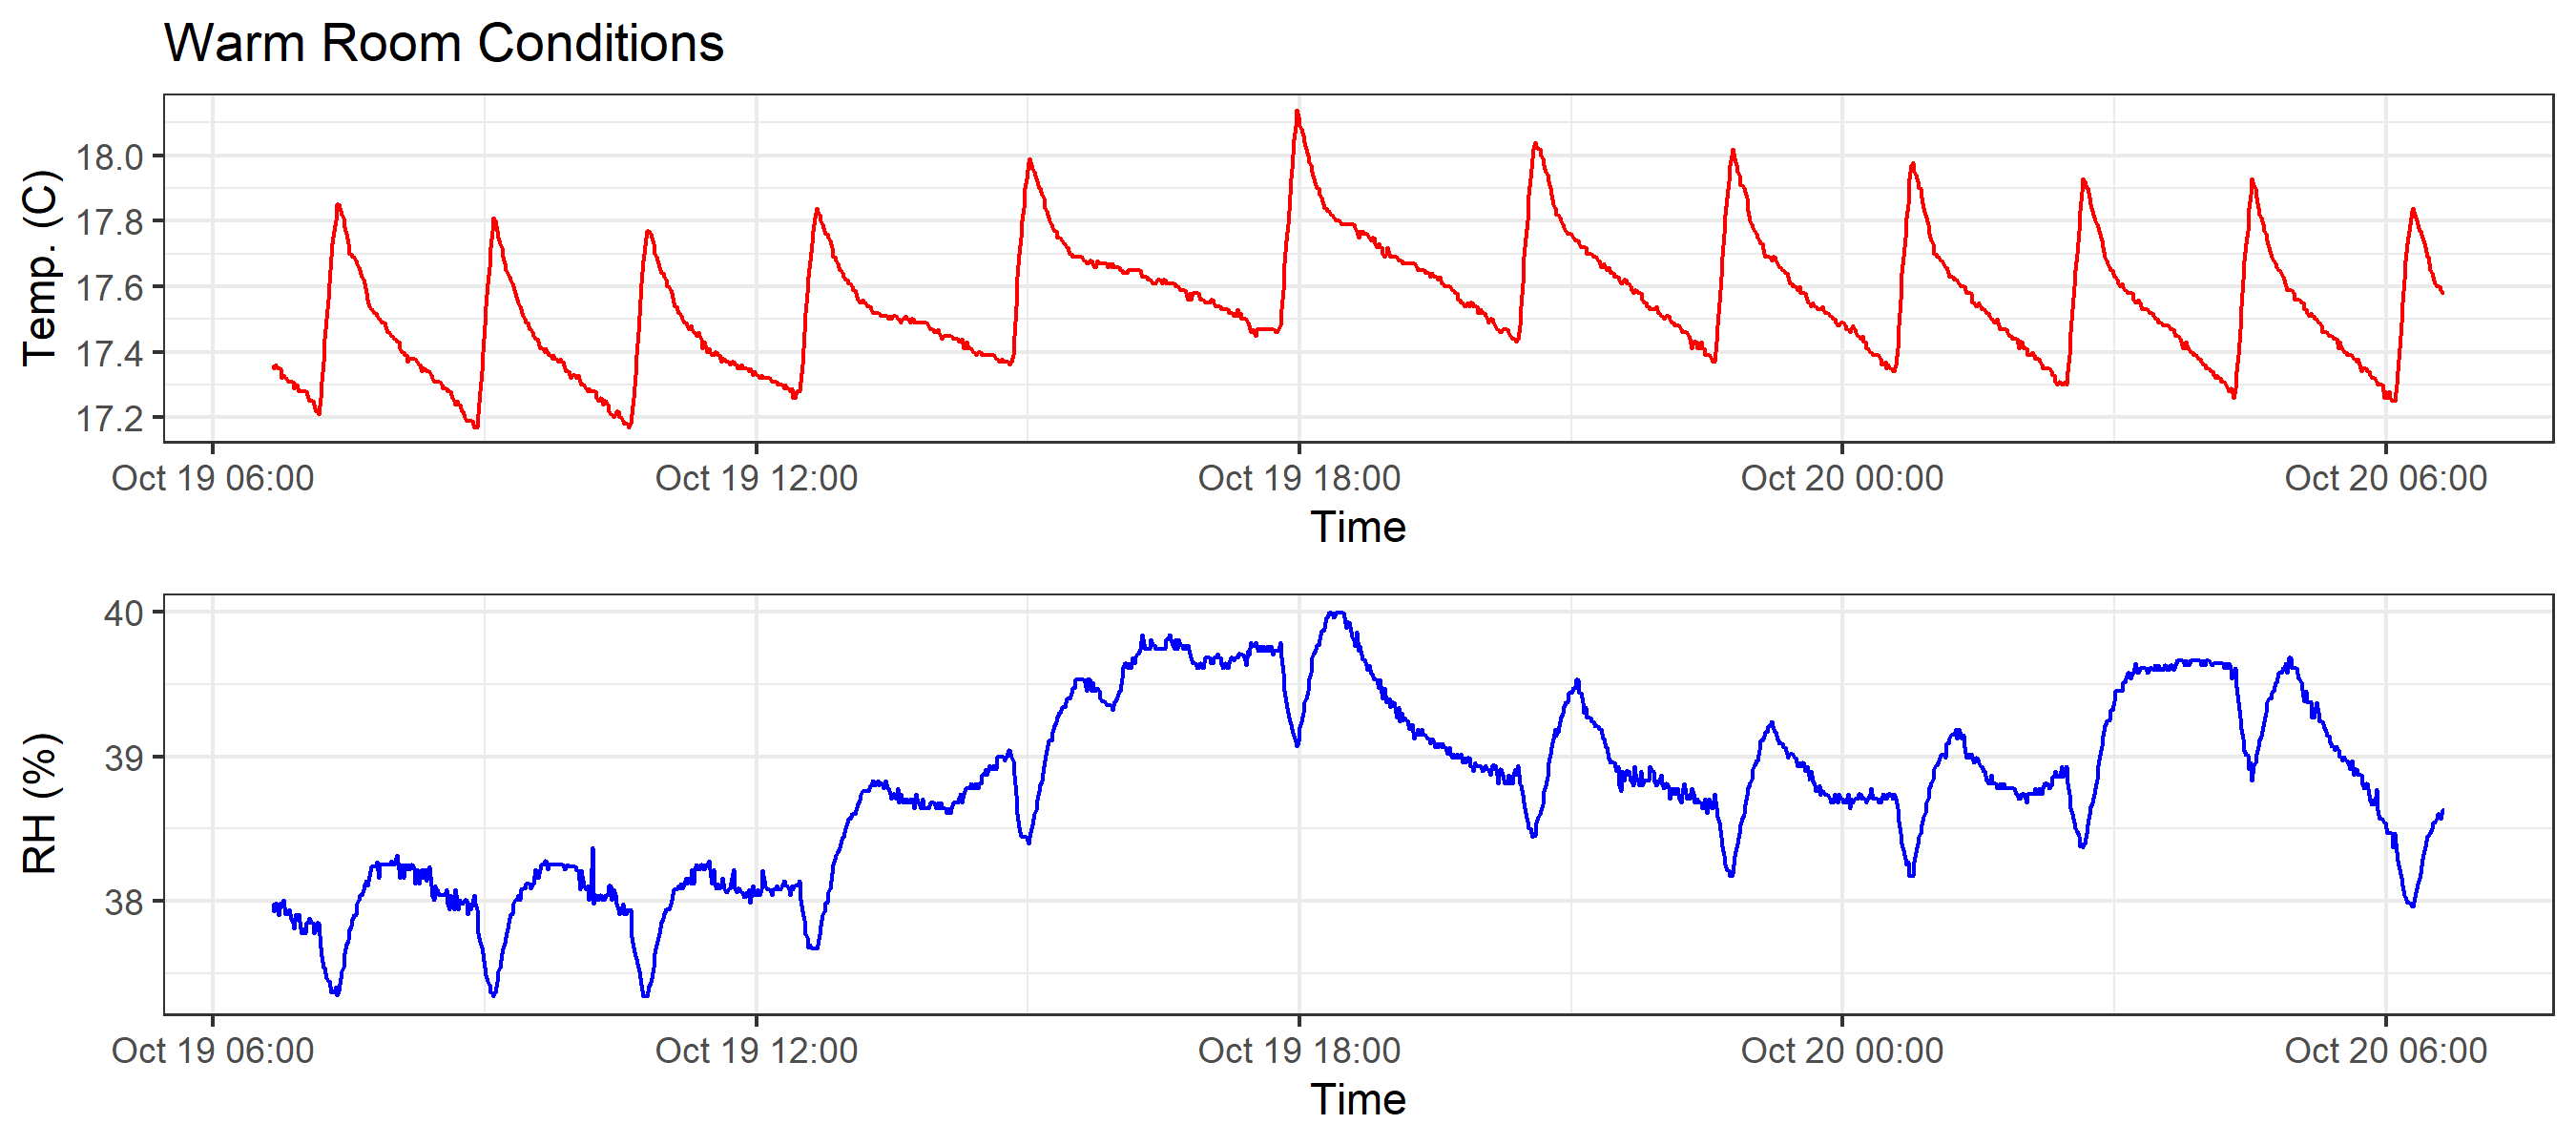 Warm Room Conditions
Temp. (C)
18.0
17.8
17.6
17.4
17.2
Oct 19 06:00 Oct 19 12:00 Oct 19 18:00 Oct 20 00:00 Oct 20 06:00
Time
RH (%)
40
39
38
Oct 19 06:00 Oct 19 12:00 Oct 19 18:00 Oct 20 00:00 Oct 20 06:00
Time